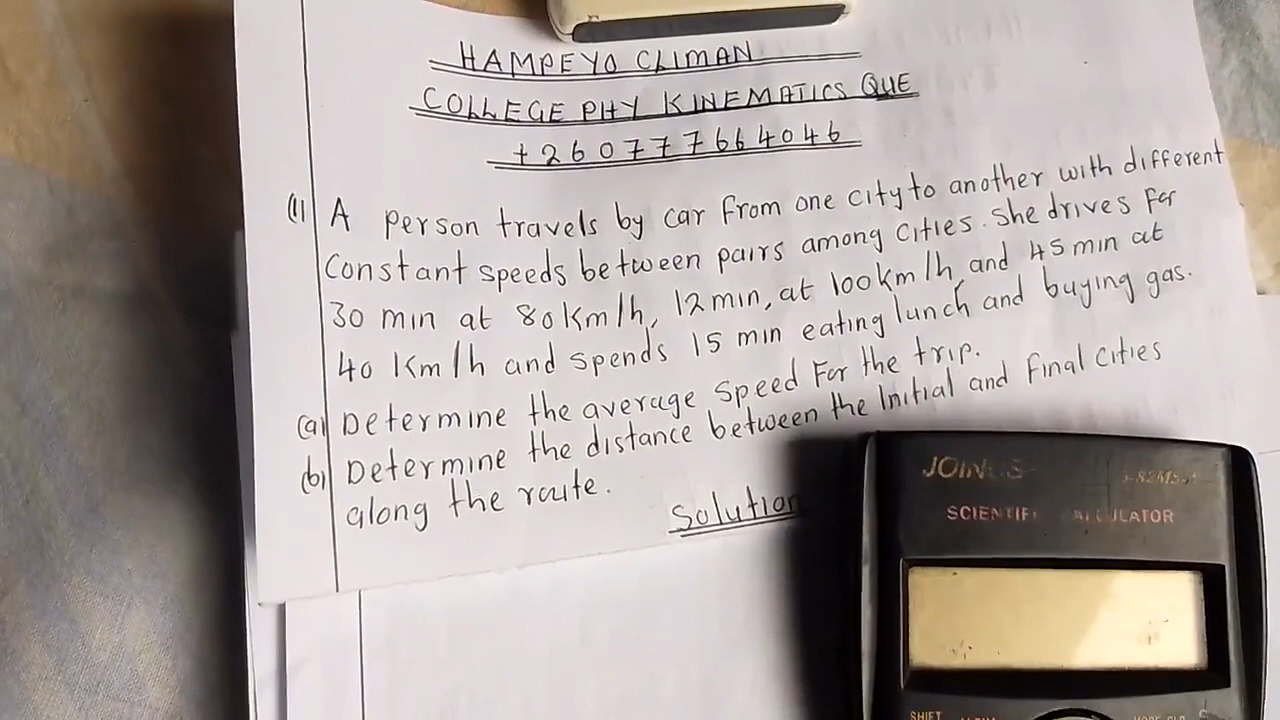 HAMPEYO CLIMAN
COLLEGE PHY KINEMATICS QUE
+260777664046
(1) A person travels by car from one city to another with different
constant speeds between pairs among cities. She drives for
30 min at 80km/h, 12min, at 100km/h, and 45min at
40 km/h and spends 15 min eating lunch and buying gas.
(a) Determine the average speed for the trip.
(b) Determine the distance between the initial and final cities
along the route.
Solution
JOINUS
SCIENTIFIC CALCULATOR
SHIFT